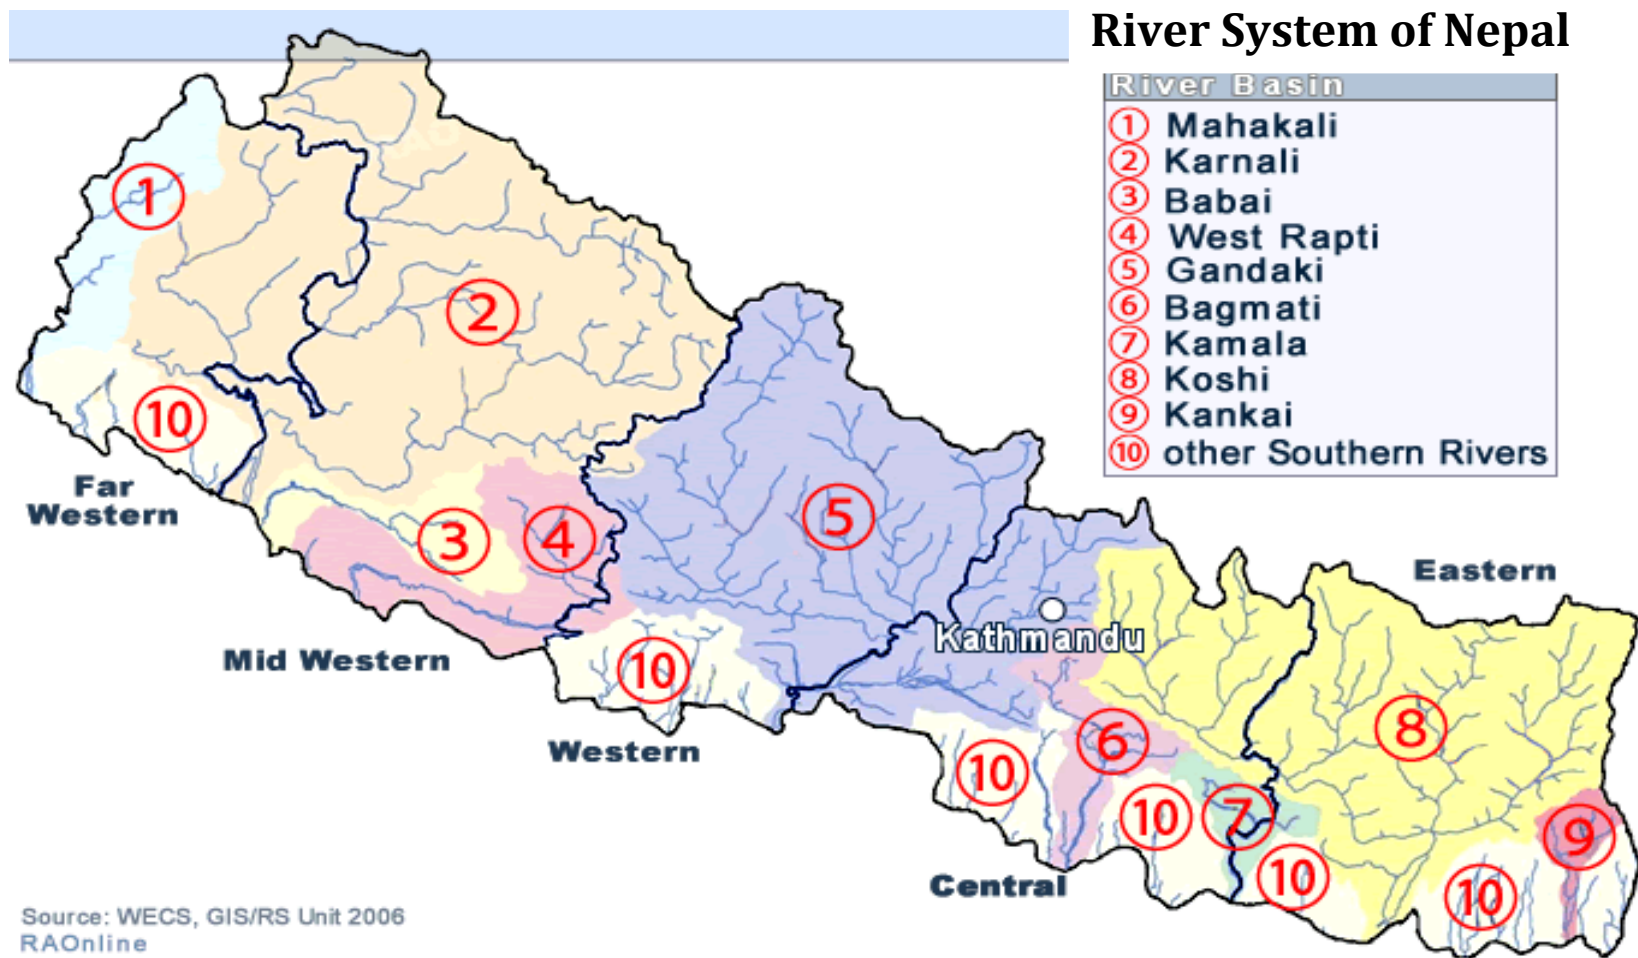 River System of Nepal
River Basin
1 Mahakali
2 Karnali
3 Babai
4 West Rapti
5 Gandaki
6 Bagmati
7 Kamala
8 Koshi
9 Kankai
10 other Southern Rivers
RAO
1
2
10
Far
Western
3
4
5
Eastern
Kathmandu
Mid Western
10
Western
6
8
10
10
7
9
10
10
Central
Source: WECS, GIS/RS Unit 2006
RAOnline